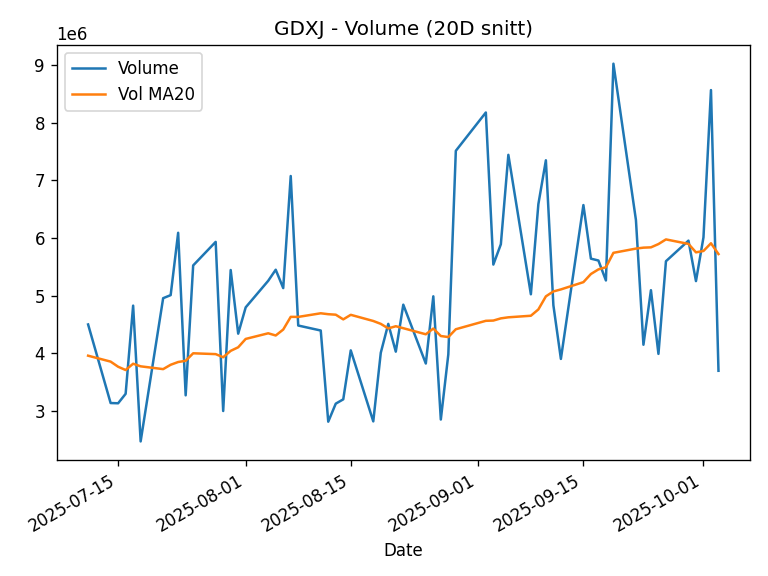 GDXJ - Volume (20D snitt)
1e6
Volume
Vol MA20
9
8
7
6
5
4
3
2025-07-15
2025-08-01
2025-08-15
2025-09-01
2025-09-15
2025-10-01
Date